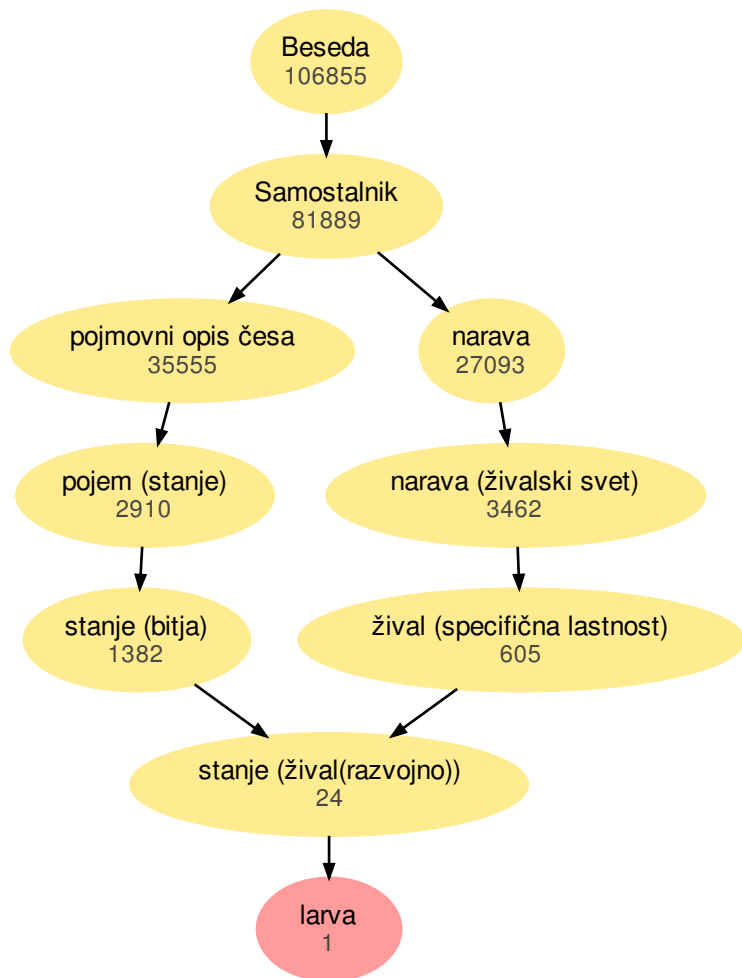 Beseda
106855
Samostalnik
81889
pojmovni opis česa
35555
narava
27093
pojem (stanje)
2910
narava (živalski svet)
3462
stanje (bitja)
1382
žival (specifična lastnost)
605
stanje (žival(razvojno))
24
larva
1